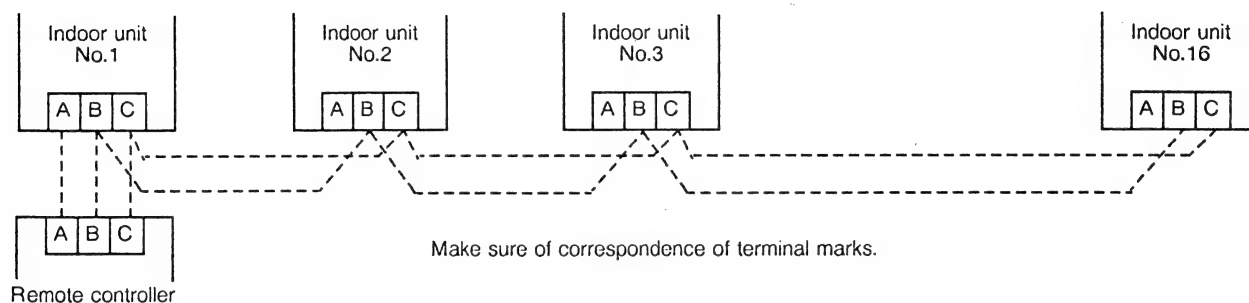 Indoor unit
No.1
Indoor unit
No.2
Indoor unit
No.3
Indoor unit
No.16
A B C
A B C
A B C
A B C
A B C
Make sure of correspondence of terminal marks.
Remote controller